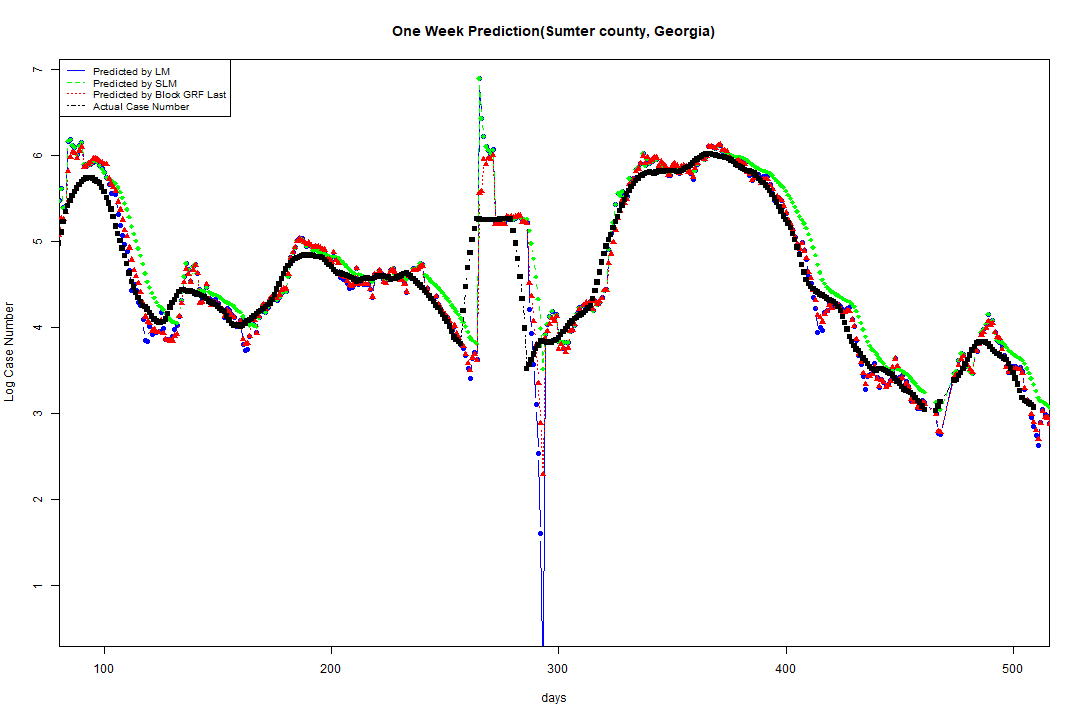 One Week Prediction(Sumter county, Georgia)
Predicted by LM
Predicted by SLM
Predicted by Block GRF Last
Actual Case Number
Log Case Number
7
6
5
4
3
2
1
100 200 300 400 500
days